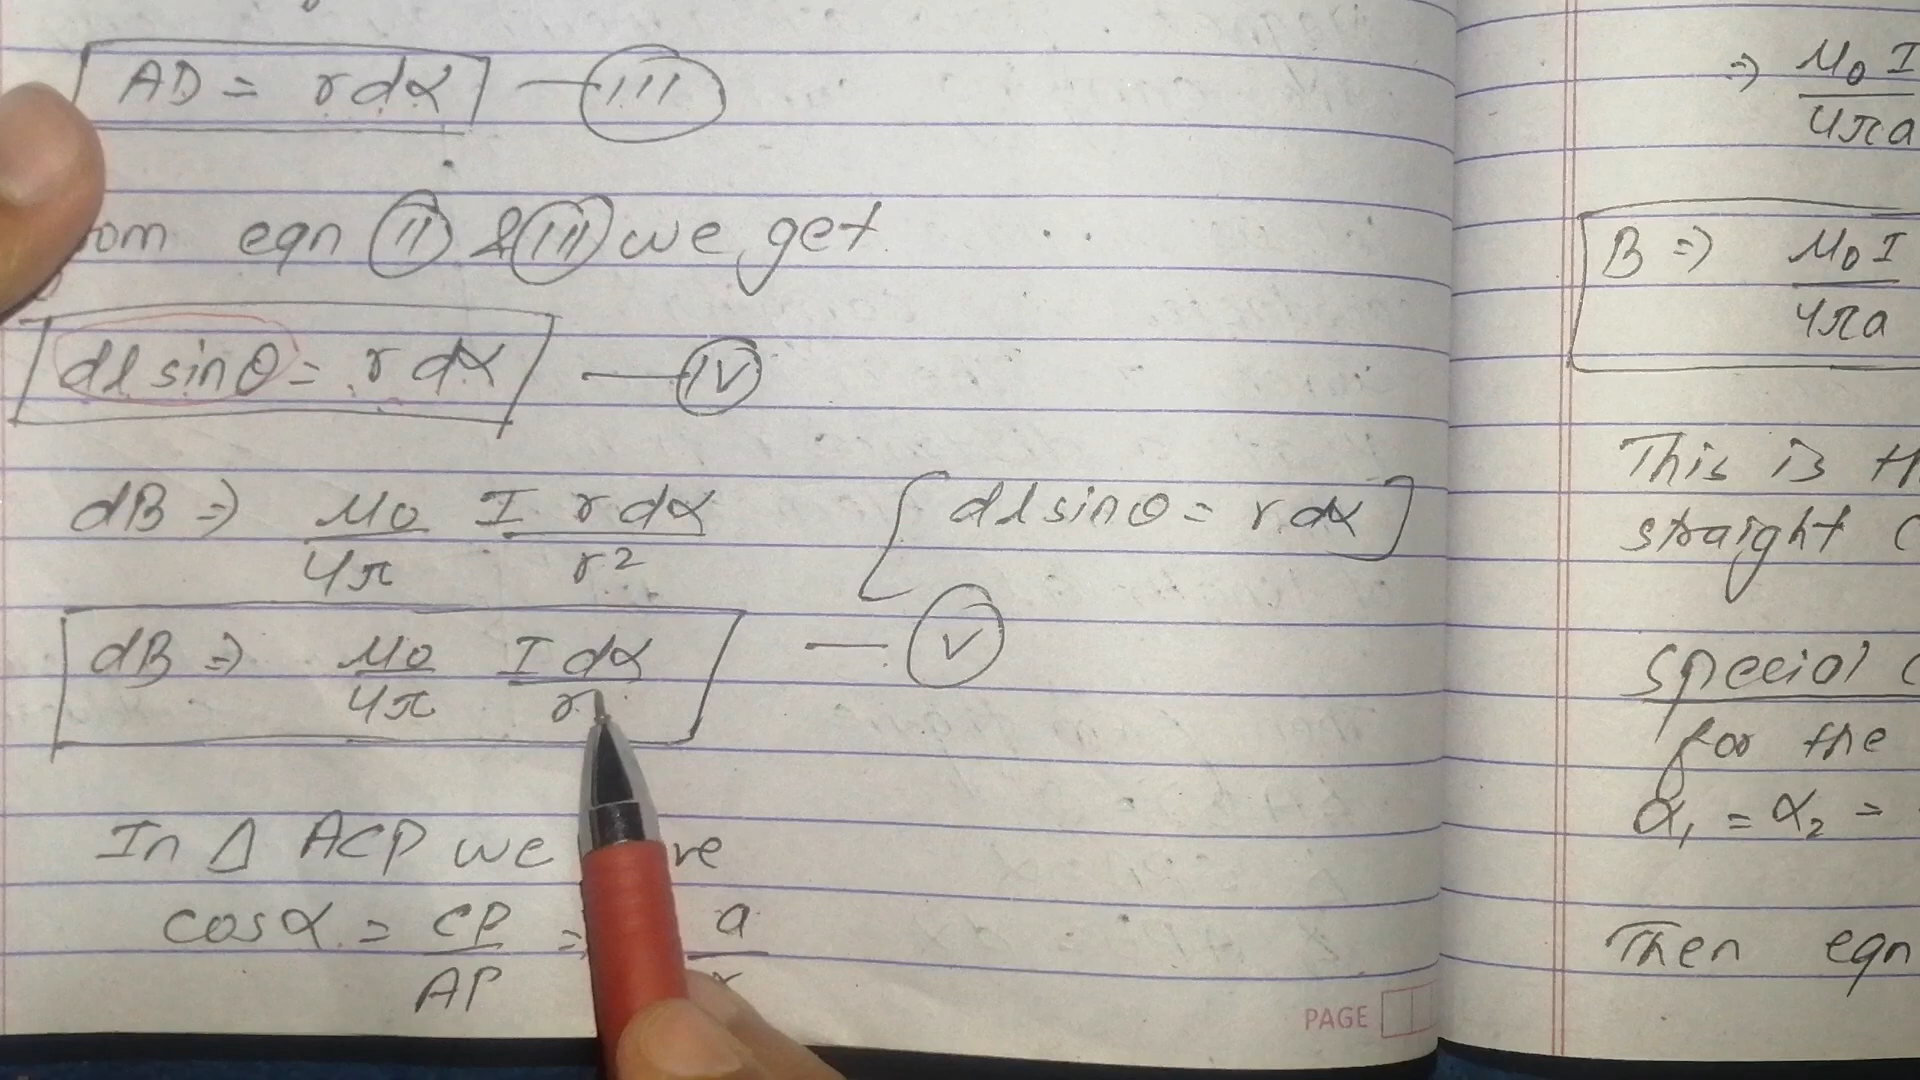 AD = rdα — III
om eqn II & III we get
dl sinθ = r dα — IV
dB ⇒ μ0/4π I r dα/r² [dl sinθ = r dα]
dB ⇒ μ0/4π I dα/r — V
In Δ ACP we
cosα = CP/AP = a
PAGE
⇒ μ0 I/4πa
B ⇒ μ0 I/4πa
This is
straight
special
for the
α1 = α2 =
Then eqn